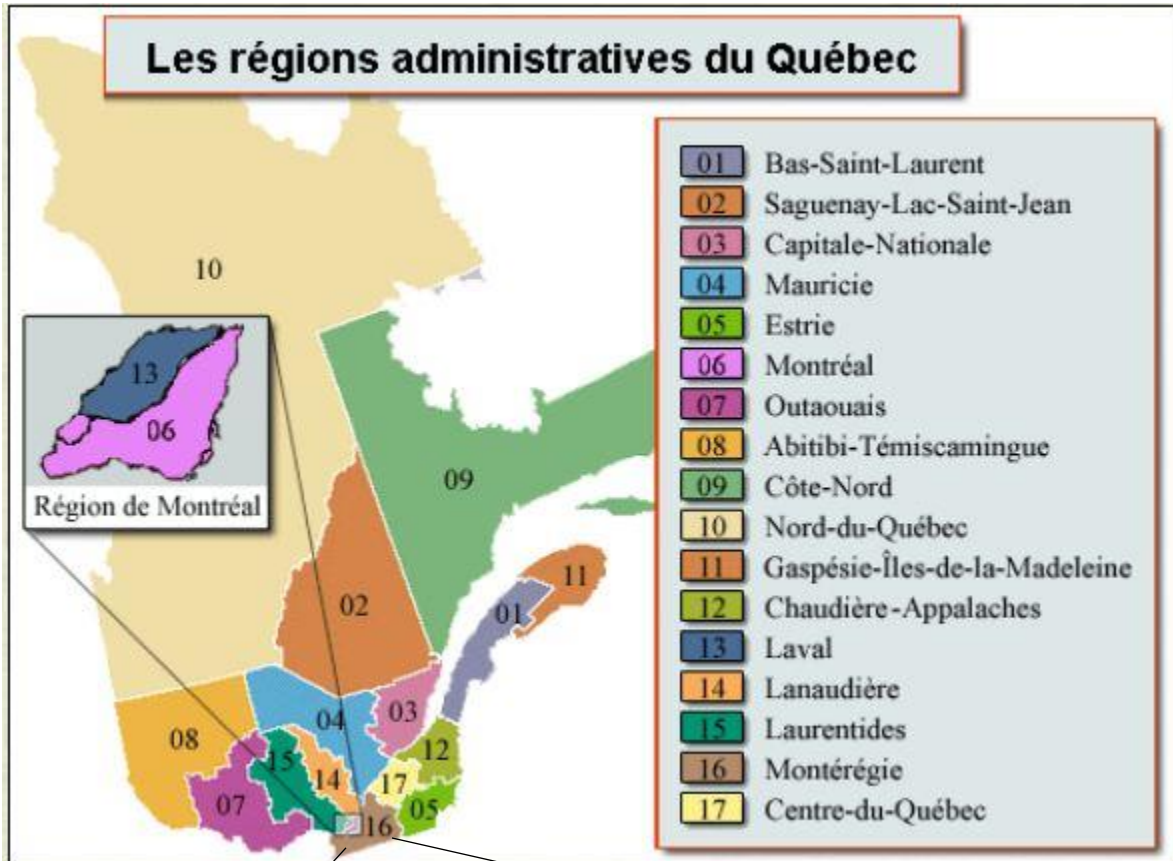 Les régions administratives du Québec
01 Bas-Saint-Laurent
02 Saguenay-Lac-Saint-Jean
03 Capitale-Nationale
04 Mauricie
05 Estrie
06 Montréal
07 Outaouais
08 Abitibi-Témiscamingue
09 Côte-Nord
10 Nord-du-Québec
11 Gaspésie-Îles-de-la-Madeleine
12 Chaudière-Appalaches
13 Laval
14 Lanaudière
15 Laurentides
16 Montérégie
17 Centre-du-Québec
10
13
06
Région de Montréal
09
11
02
01
04
03
08
12
15
14
17
07
16
05